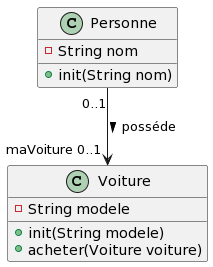 C Personne
String nom
init(String nom)
0..1
posséde
maVoiture 0..1
C Voiture
String modele
init(String modele)
acheter(Voiture voiture)